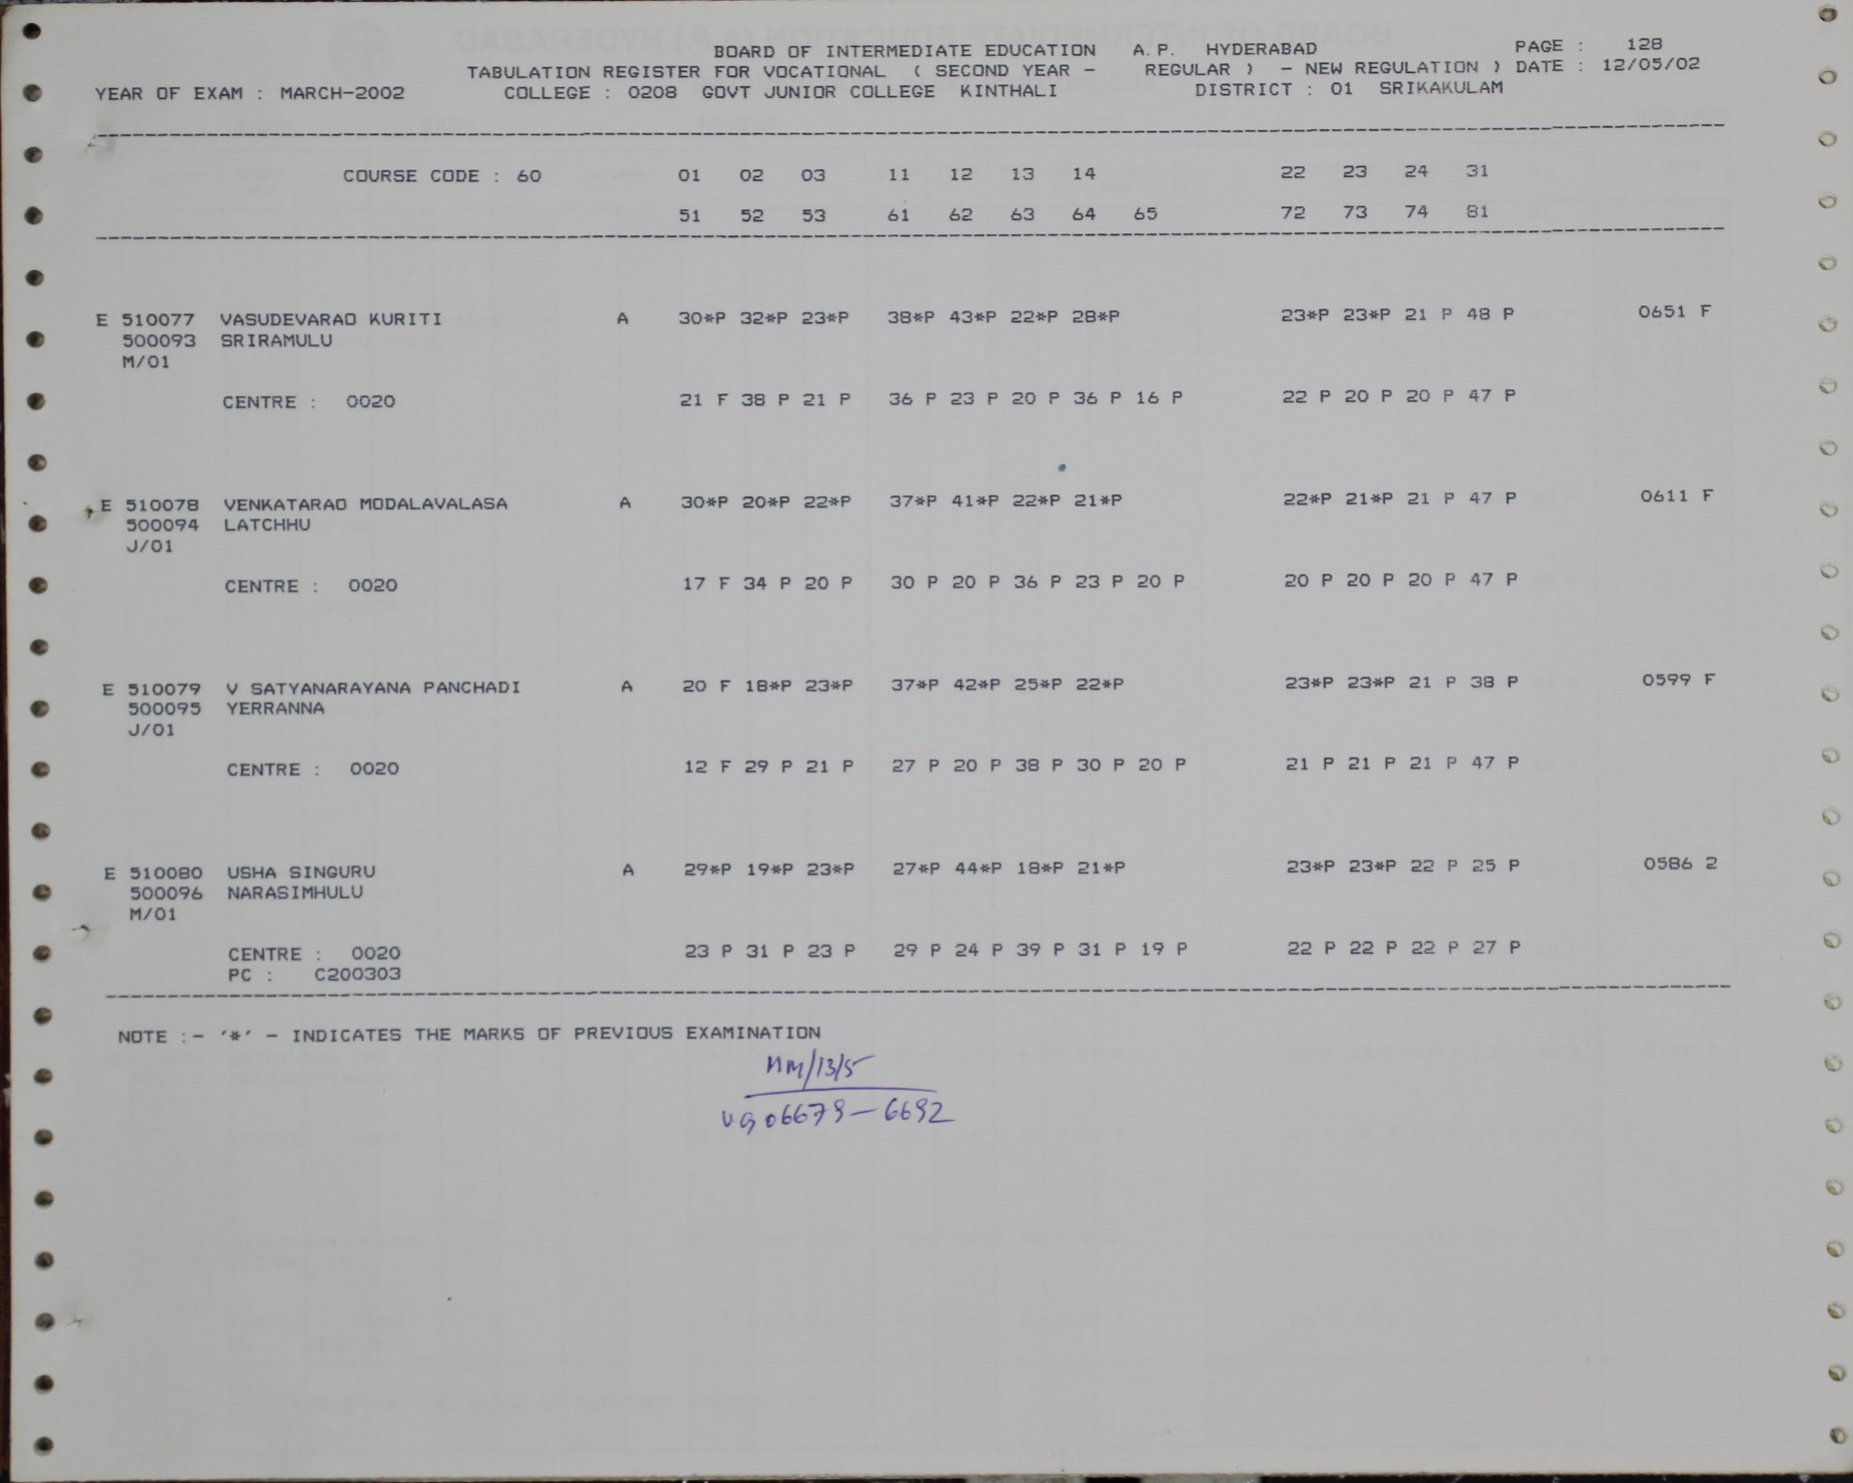 BOARD OF INTERMEDIATE EDUCATION A.P. HYDERABAD PAGE : 128
TABULATION REGISTER FOR VOCATIONAL ( SECOND YEAR - REGULAR ) - NEW REGULATION ) DATE : 12/05/02
YEAR OF EXAM : MARCH-2002 COLLEGE : 0208 GOVT JUNIOR COLLEGE KINTHALI DISTRICT : 01 SRIKAKULAM
COURSE CODE : 60 01 02 03 11 12 13 14 22 23 24 31
51 52 53 61 62 63 64 65 72 73 74 81
E 510077 VASUDEVARAO KURITI A 30*P 32*P 23*P 38*P 43*P 22*P 28*P 23*P 23*P 21 P 48 P 0651 F
500093 SRIRAMULU
M/01
CENTRE : 0020 21 F 38 P 21 P 36 P 23 P 20 P 36 P 16 P 22 P 20 P 20 P 47 P
E 510078 VENKATARAO MODALAVALASA A 30*P 20*P 22*P 37*P 41*P 22*P 21*P 22*P 21*P 21 P 47 P 0611 F
500094 LATCHHU
J/01
CENTRE : 0020 17 F 34 P 20 P 30 P 20 P 36 P 23 P 20 P 20 P 20 P 20 P 47 P
E 510079 V SATYANARAYANA PANCHADI A 20 F 18*P 23*P 37*P 42*P 25*P 22*P 23*P 23*P 21 P 38 P 0599 F
500095 YERRANNA
J/01
CENTRE : 0020 12 F 29 P 21 P 27 P 20 P 38 P 30 P 20 P 21 P 21 P 21 P 47 P
E 510080 USHA SINGURU A 29*P 19*P 23*P 27*P 44*P 18*P 21*P 23*P 23*P 22 P 25 P 0586 2
500096 NARASIMHULU
M/01
CENTRE : 0020 23 P 31 P 23 P 29 P 24 P 39 P 31 P 19 P 22 P 22 P 22 P 27 P
PC : C200303
NOTE :- '*' - INDICATES THE MARKS OF PREVIOUS EXAMINATION
MM/13/5
VG06679-6692